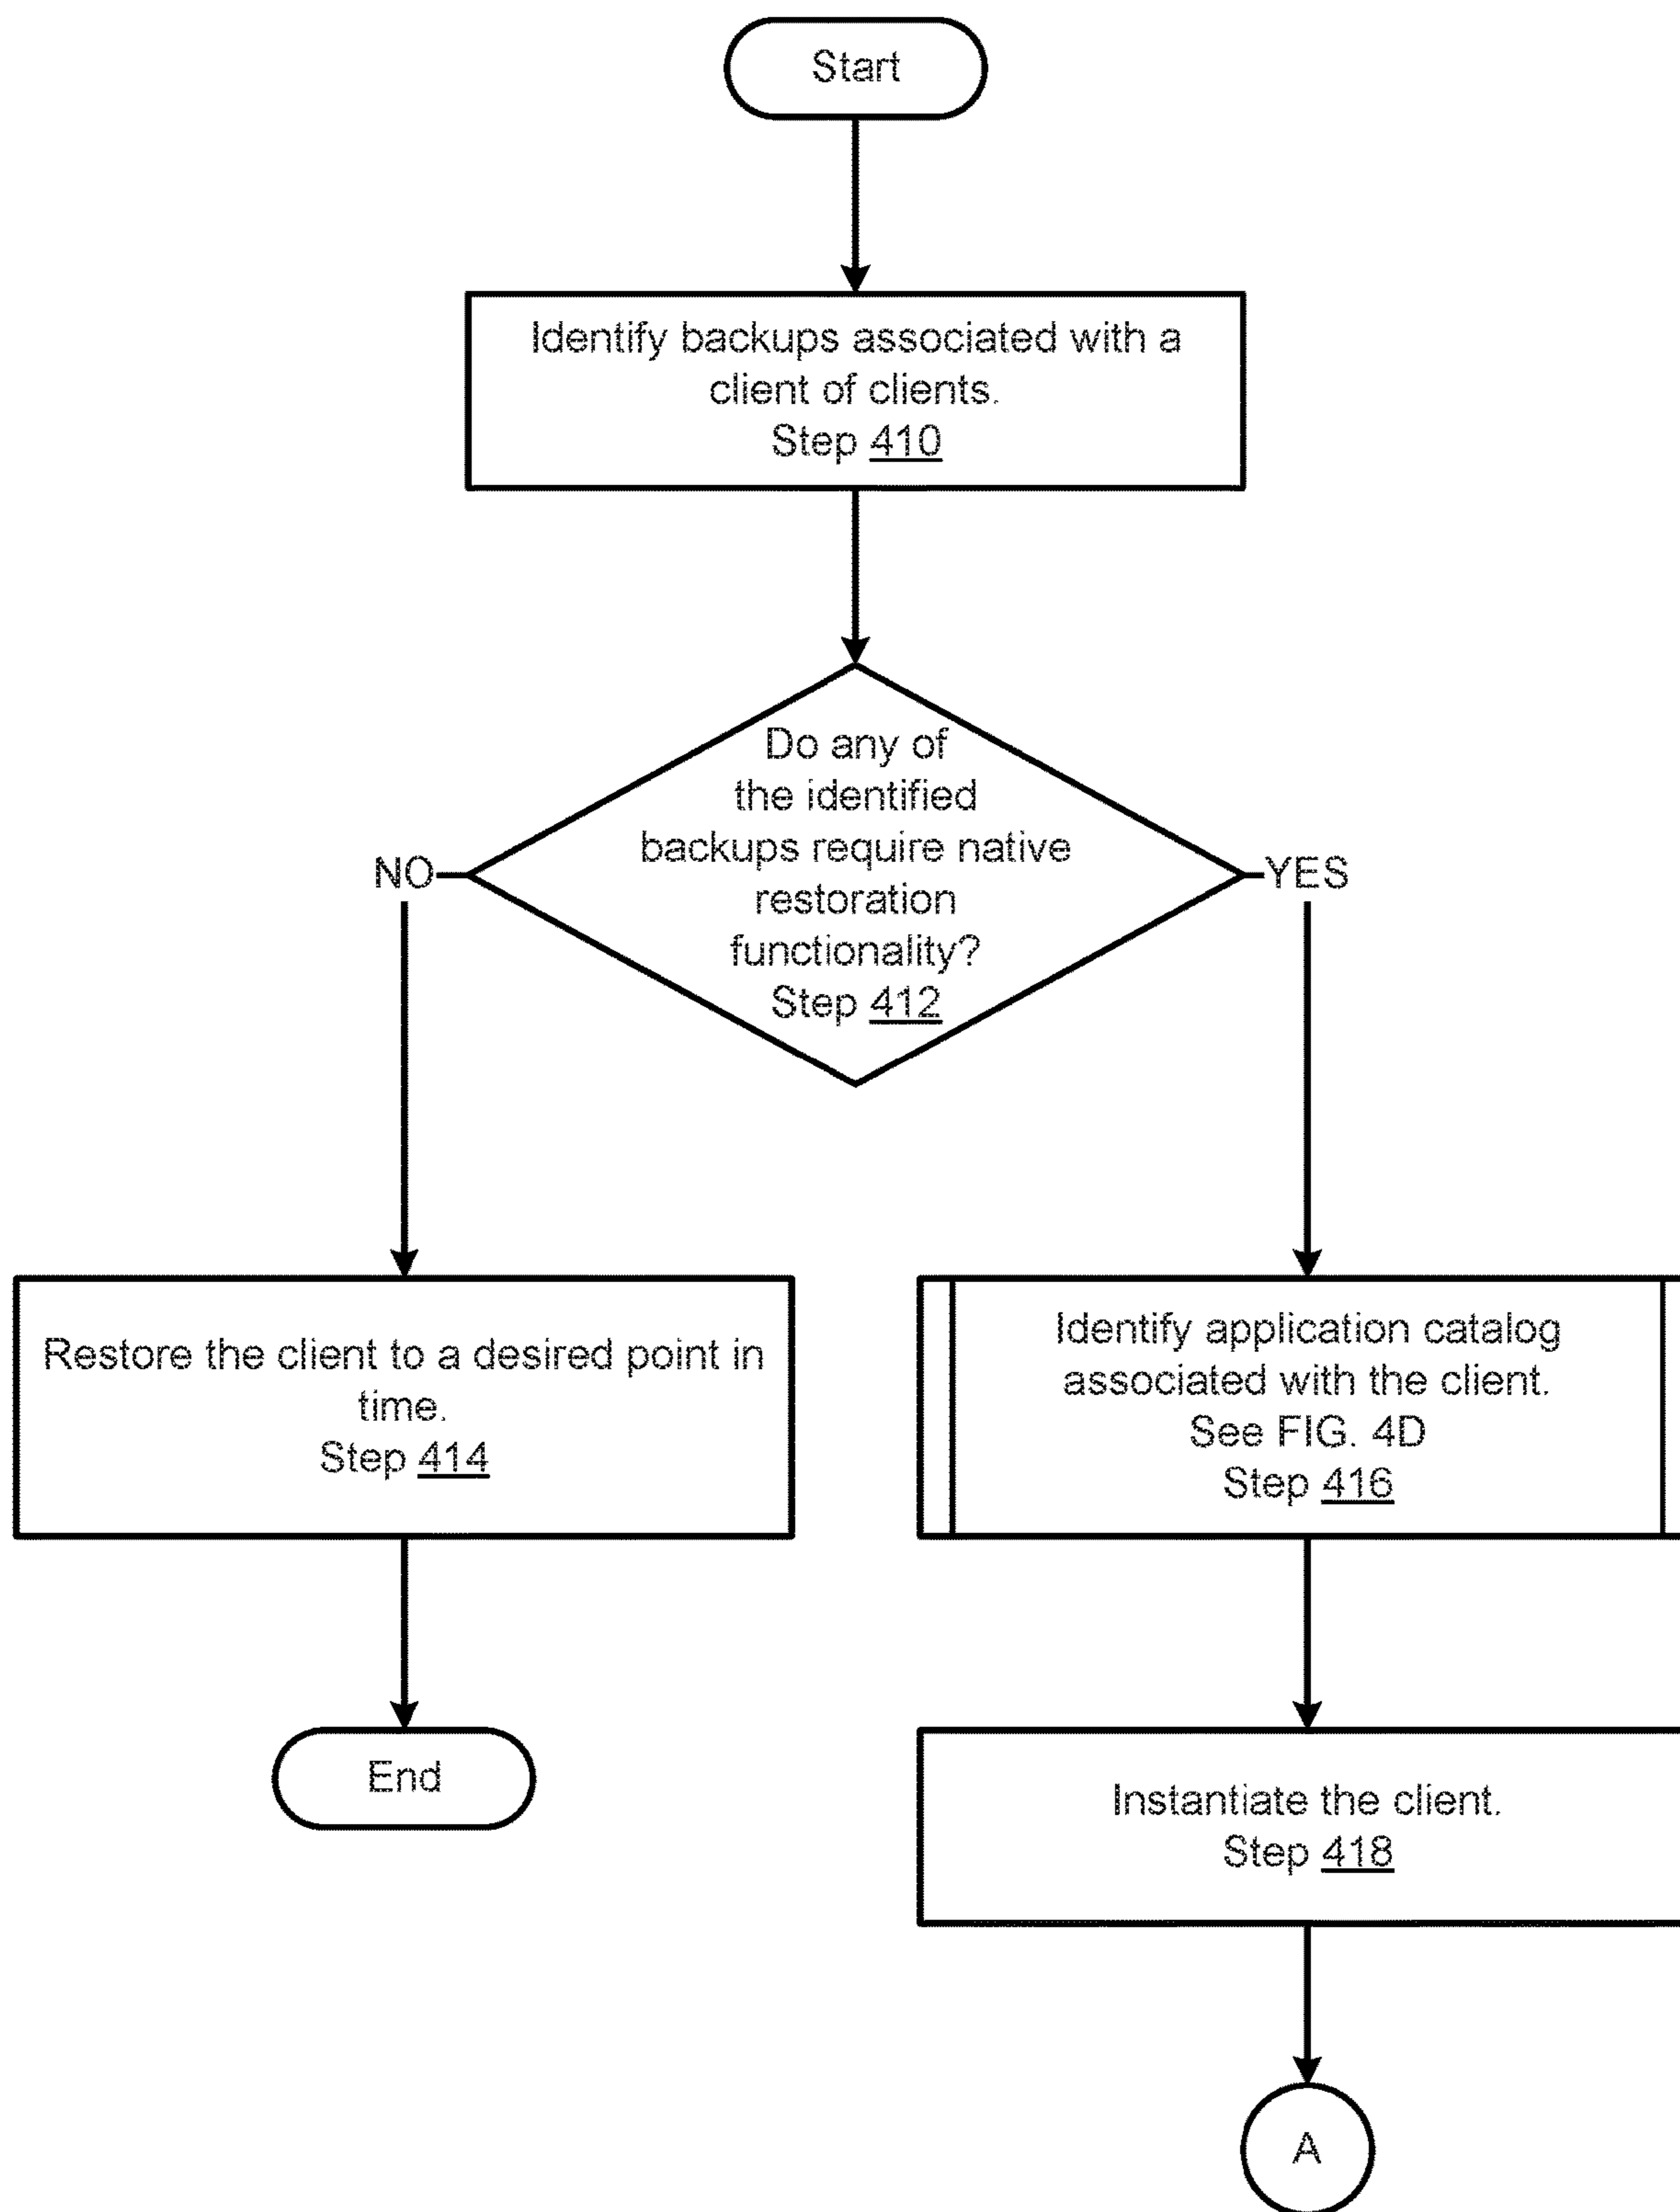 Start
Identify backups associated with a
client of clients.
Step 410
Do any of
the identified
backups require native
restoration
functionality?
Step 412
NO
YES
Restore the client to a desired point in
time.
Step 414
Identify application catalog
associated with the client.
See FIG. 4D
Step 416
End
Instantiate the client.
Step 418
A